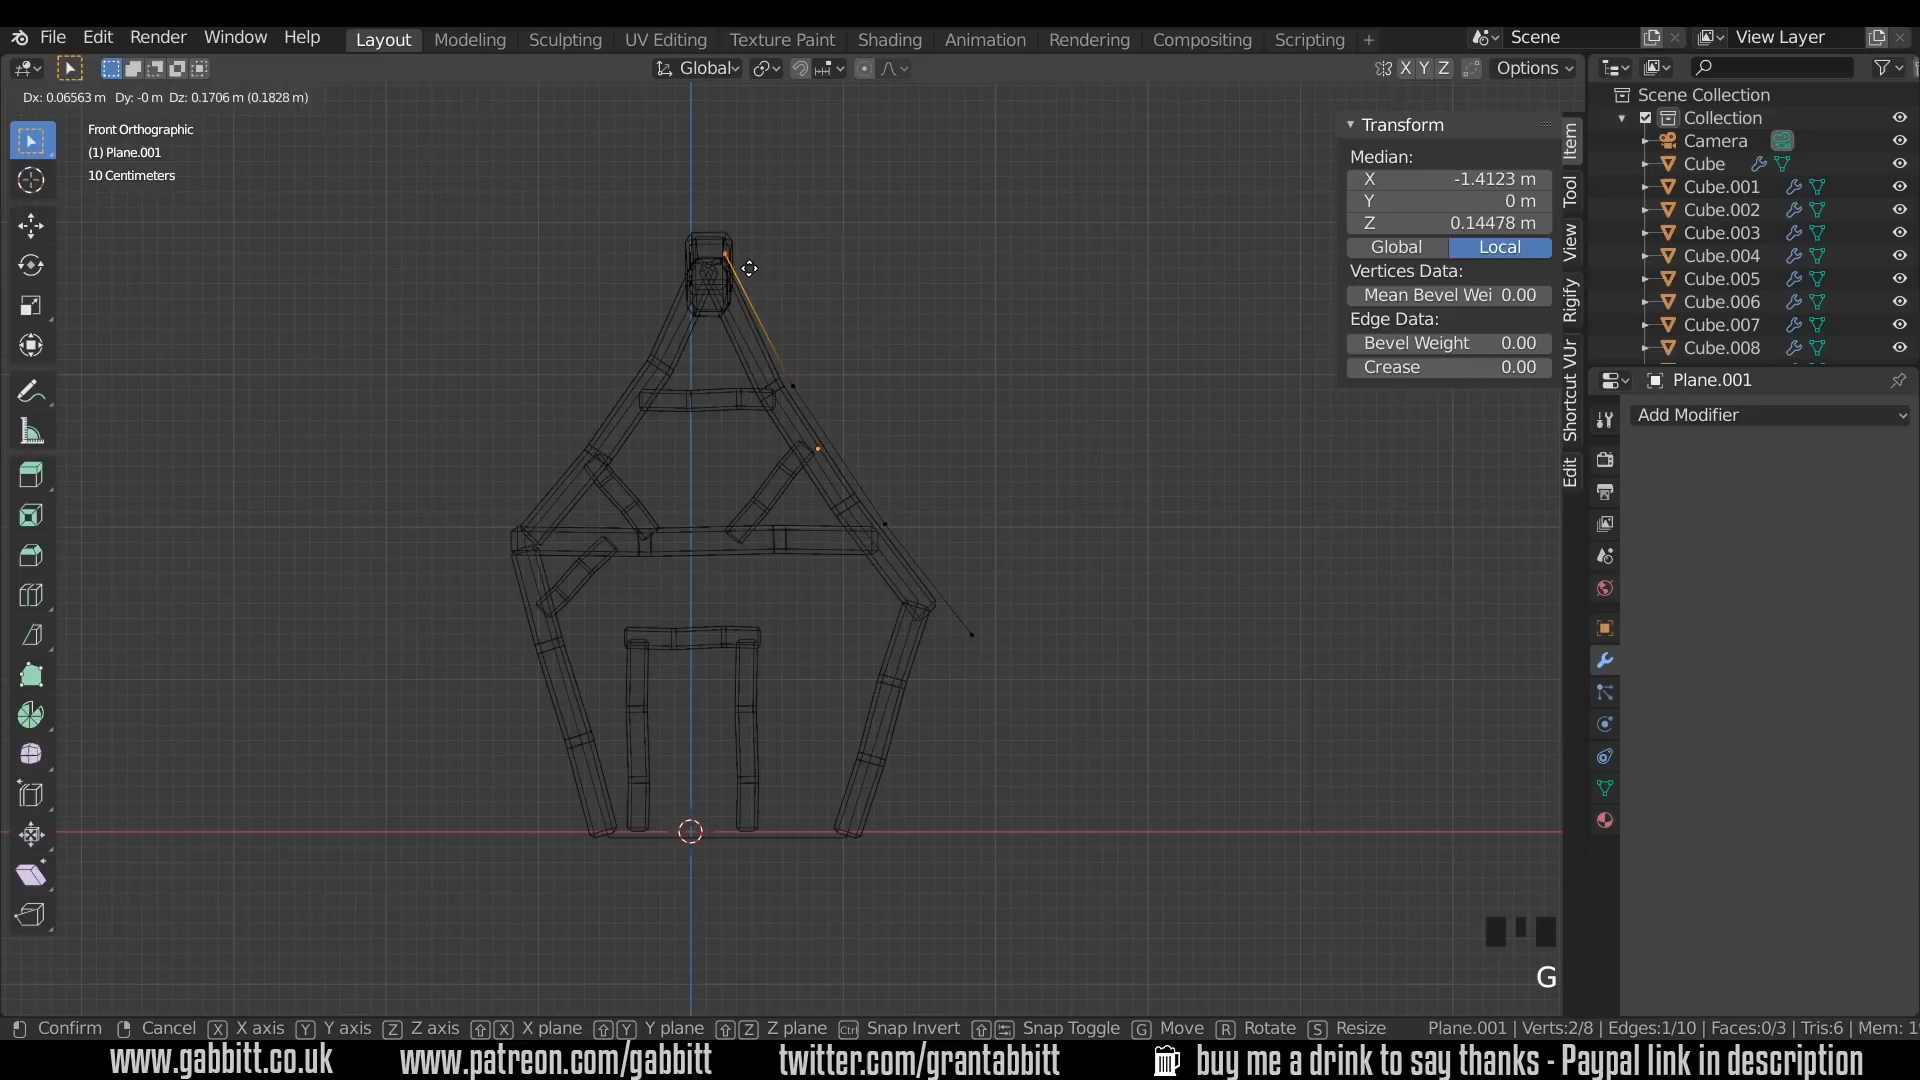 File Edit Render Window Help Layout Modeling Sculpting UV Editing Texture Paint Shading Animation Rendering Compositing Scripting + Scene View Layer
Global X Y Z Options
Dx: 0.06563 m Dy: -0 m Dz: 0.1706 m (0.1828 m)
Front Orthographic
(1) Plane.001
10 Centimeters
Transform
Median:
X -1.4123 m
Y 0 m
Z 0.14478 m
Global Local
Vertices Data:
Mean Bevel Wei 0.00
Edge Data:
Bevel Weight 0.00
Crease 0.00
Item
Tool
View
Rigify
Shortcut VUr
Edit
Scene Collection
Collection
Camera
Cube
Cube.001
Cube.002
Cube.003
Cube.004
Cube.005
Cube.006
Cube.007
Cube.008
Plane.001
Add Modifier
G
Confirm Cancel X X axis Y Y axis Z Z axis X X plane Y Y plane Z Z plane Ctrl Snap Invert Snap Toggle G Move R Rotate S Resize Plane.001 | Verts:2/8 | Edges:1/10 | Faces:0/3 | Tris:6 | Mem: 1
www.gabbitt.co.uk www.patreon.com/gabbitt twitter.com/grantabbitt buy me a drink to say thanks - Paypal link in description